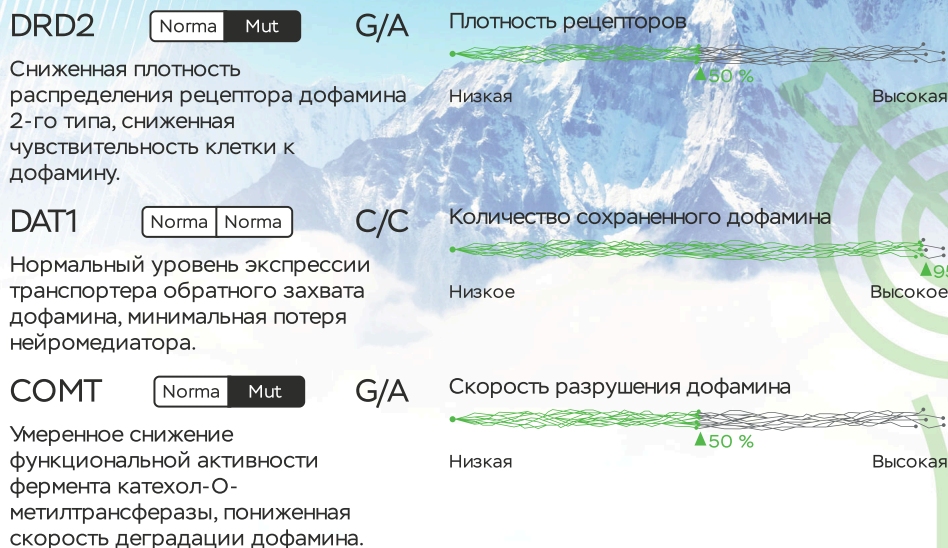 DRD2 Norma Mut G/A
Сниженная плотность
распределения рецептора дофамина
2-го типа, сниженная
чувствительность клетки к
дофамину.
Плотность рецепторов
50 %
Низкая Высокая
DAT1 Norma Norma C/C
Нормальный уровень экспрессии
транспортера обратного захвата
дофамина, минимальная потеря
нейромедиатора.
Количество сохраненного дофамина
95
Низкое Высокое
COMT Norma Mut G/A
Умеренное снижение
функциональной активности
фермента катехол-О-
метилтрансферазы, пониженная
скорость деградации дофамина.
Скорость разрушения дофамина
50 %
Низкая Высокая